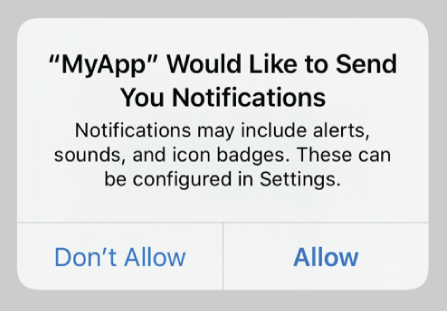 “MyApp” Would Like to Send
You Notifications
Notifications may include alerts,
sounds, and icon badges. These can
be configured in Settings.
Don’t Allow
Allow